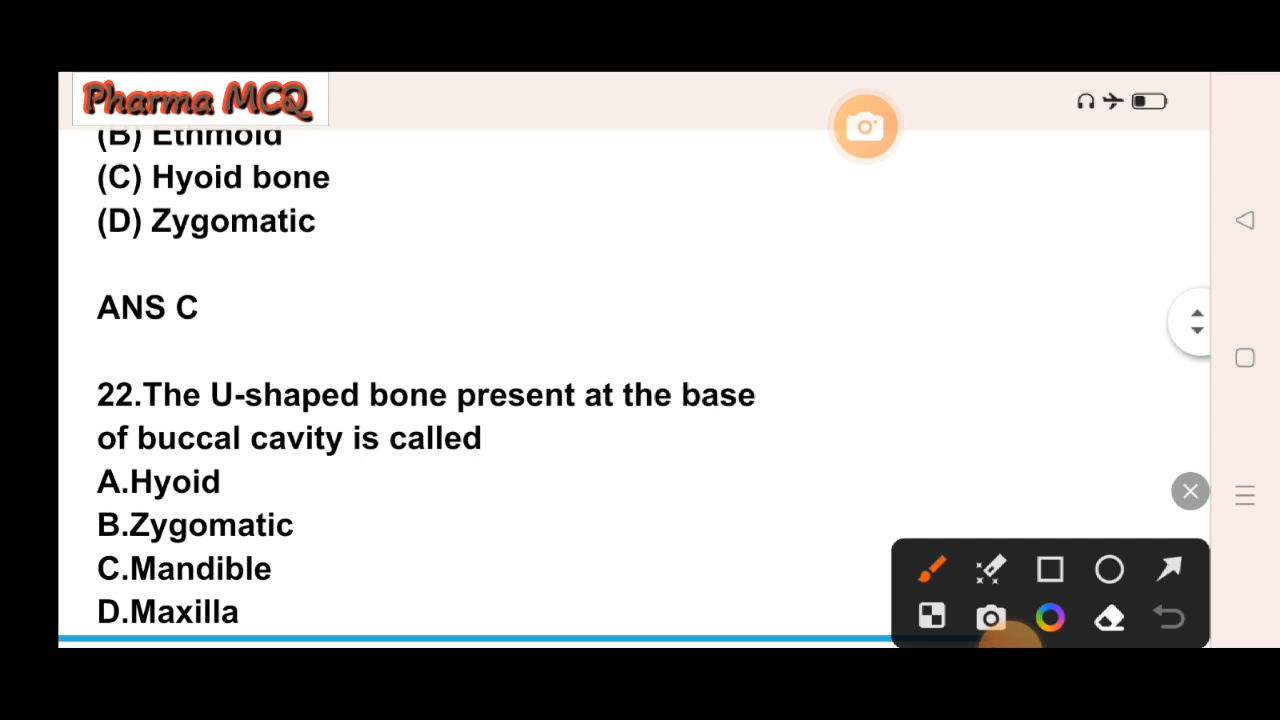 Pharma MCQ
(B) Ethmoid
(C) Hyoid bone
(D) Zygomatic
ANS C
22.The U-shaped bone present at the base
of buccal cavity is called
A.Hyoid
B.Zygomatic
C.Mandible
D.Maxilla